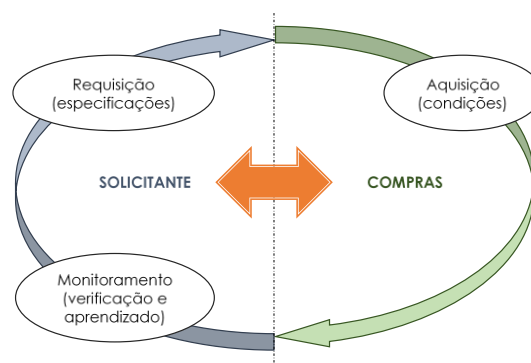 Requisição
(especificações)
Aquisição
(condições)
SOLICITANTE
COMPRAS
Monitoramento
(verificação e
aprendizado)